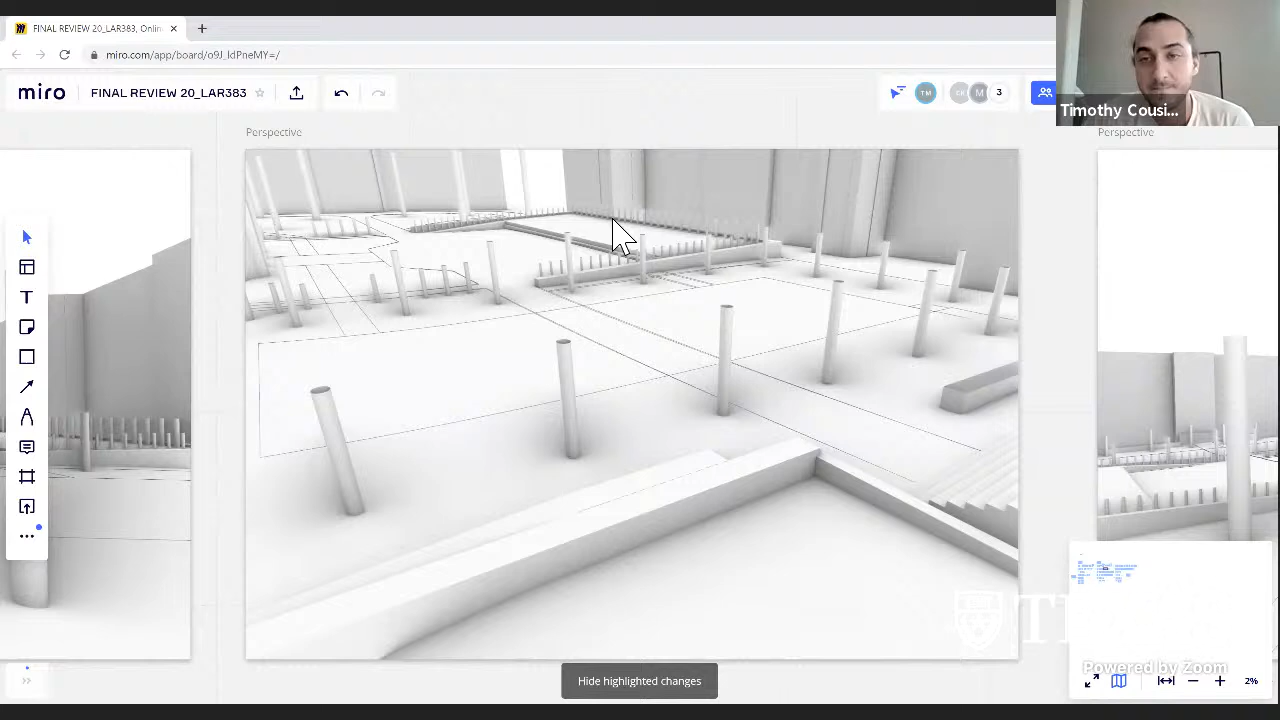 FINAL REVIEW 20_LAR383, Onlin
miro.com/app/board/o9J_ldPneMY=/
miro
FINAL REVIEW 20_LAR383
TM
M
3
Timothy Cousi...
Perspective
Perspective
T
Hide highlighted changes
Powered by Zoom
2%